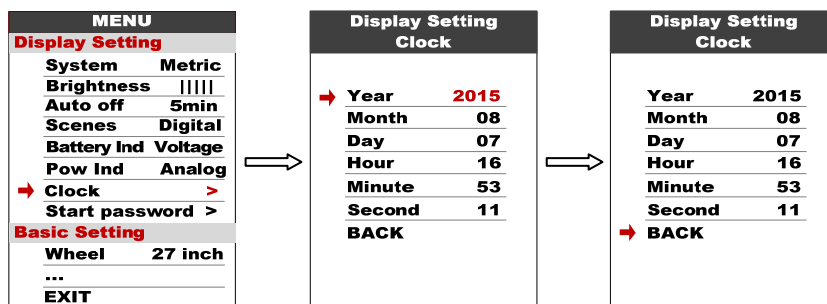 MENU
Display Setting
System Metric
Brightness |||||
Auto off 5min
Scenes Digital
Battery Ind Voltage
Pow Ind Analog
Clock >
Start password >
Basic Setting
Wheel 27 inch
...
EXIT
Display Setting
Clock
Year 2015
Month 08
Day 07
Hour 16
Minute 53
Second 11
BACK
Display Setting
Clock
Year 2015
Month 08
Day 07
Hour 16
Minute 53
Second 11
BACK